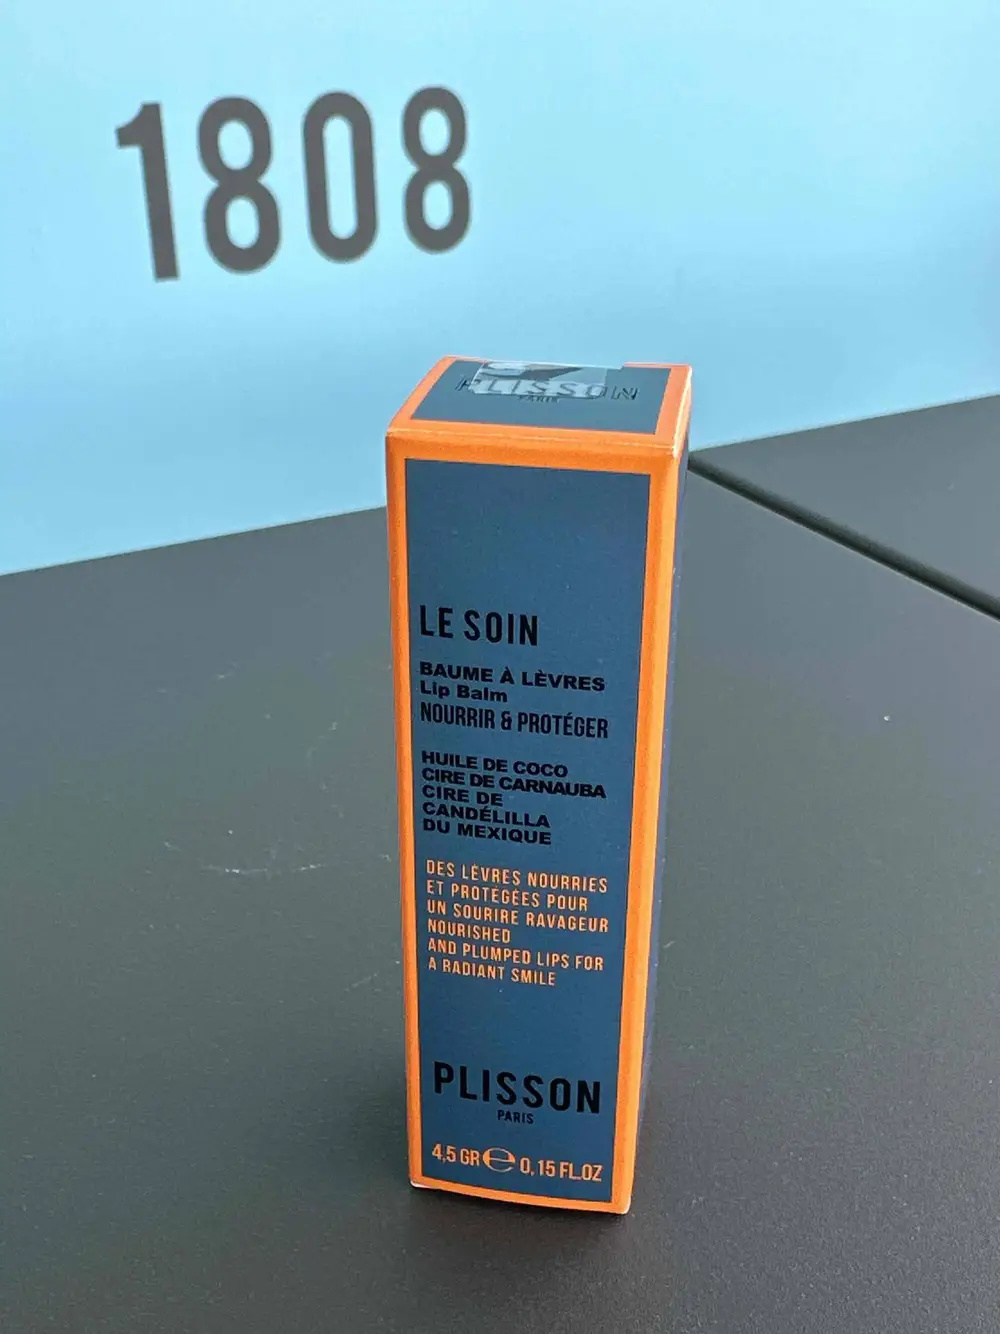 1808
PLISSON
PARIS
LE SOIN
BAUME À LÈVRES
Lip Balm
NOURRIR & PROTÉGER
HUILE DE COCO
CIRE DE CARNAUBA
CIRE DE
CANDÉLILLA
DU MEXIQUE
DES LÈVRES NOURRIES
ET PROTÉGÉES POUR
UN SOURIRE RAVAGEUR
NOURISHED
AND PLUMPED LIPS FOR
A RADIANT SMILE
PLISSON
PARIS
4,5 GR ℮ 0,15 FL.OZ